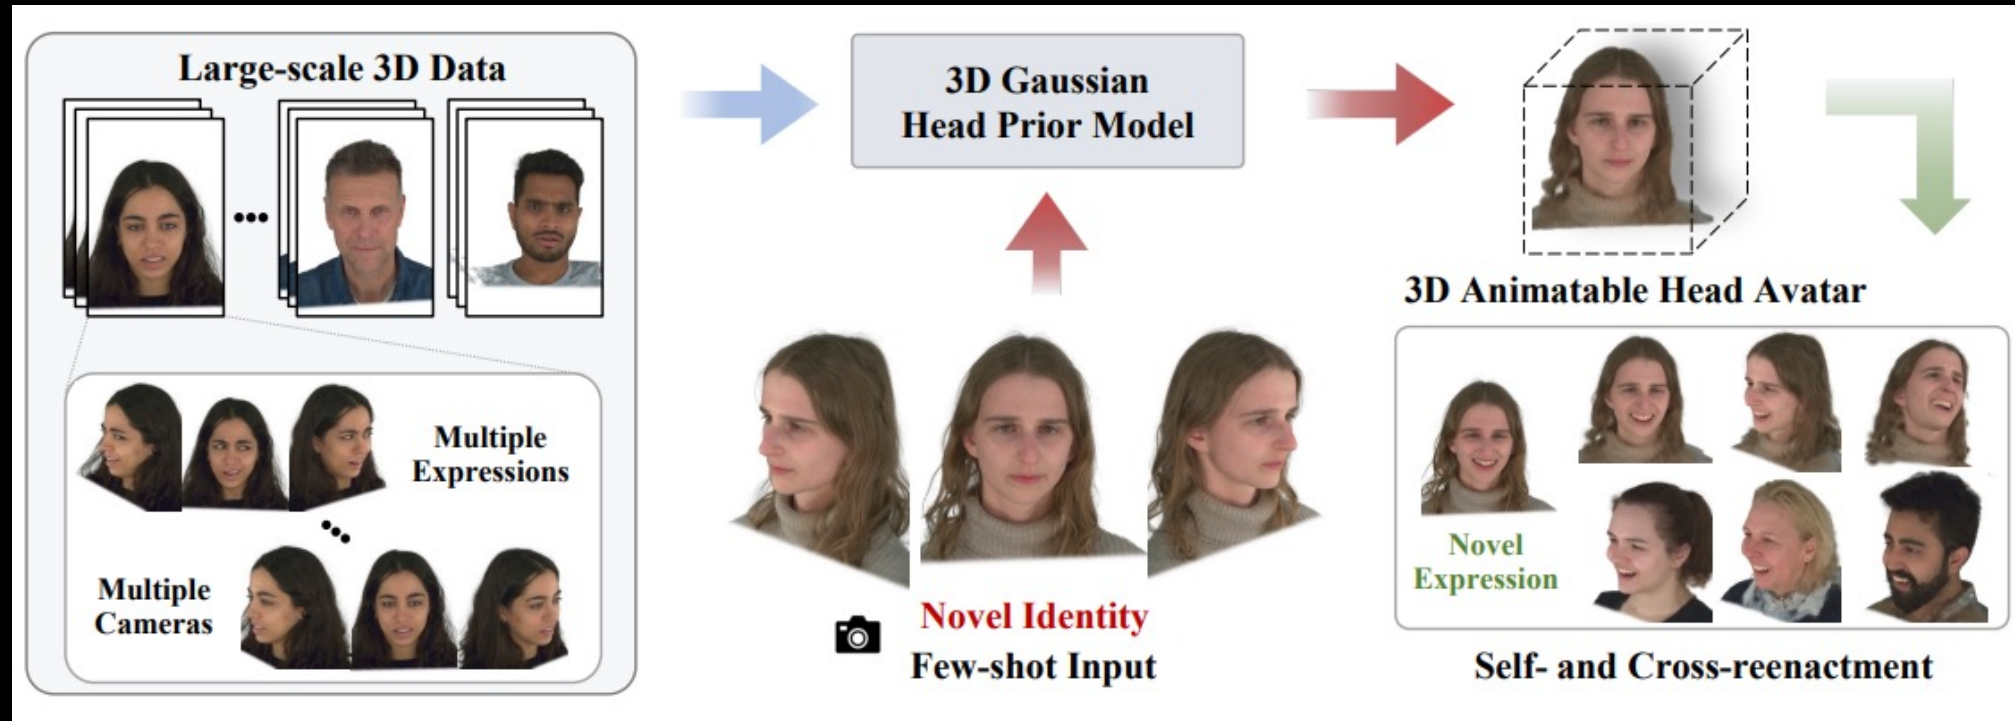 Large-scale 3D Data
Multiple
Expressions
Multiple
Cameras
3D Gaussian
Head Prior Model
Novel Identity
Few-shot Input
3D Animatable Head Avatar
Novel
Expression
Self- and Cross-reenactment